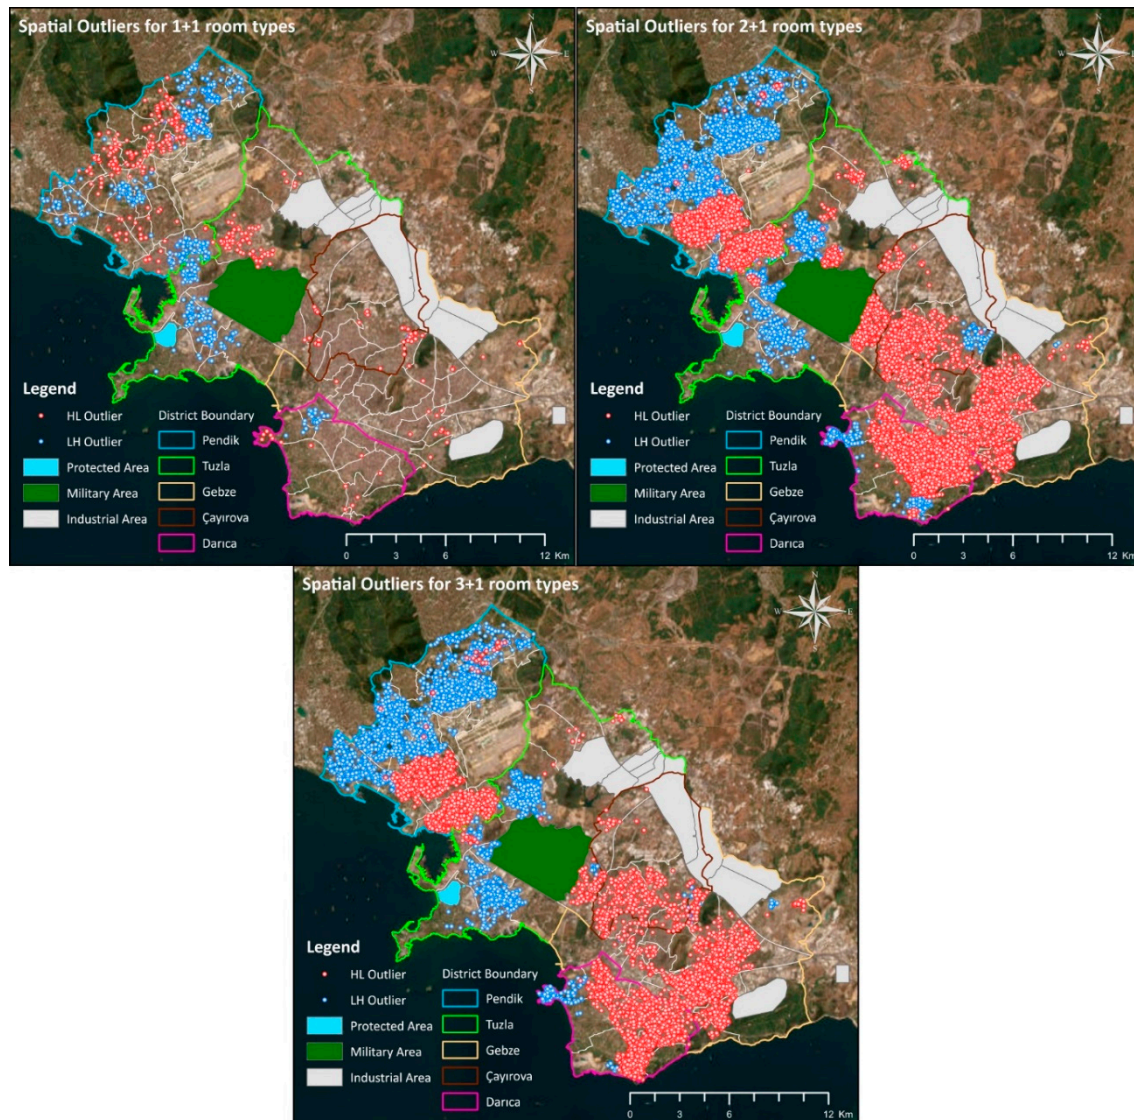 Spatial Outliers for 1+1 room types
N
W
E
S
Legend
HL Outlier
LH Outlier
Protected Area
Military Area
Industrial Area
District Boundary
Pendik
Tuzla
Gebze
Çayırova
Darıca
0 3 6 12 Km
Spatial Outliers for 2+1 room types
N
W
E
S
Legend
HL Outlier
LH Outlier
Protected Area
Military Area
Industrial Area
District Boundary
Pendik
Tuzla
Gebze
Çayırova
Darıca
0 3 6 12 Km
Spatial Outliers for 3+1 room types
N
W
E
S
Legend
HL Outlier
LH Outlier
Protected Area
Military Area
Industrial Area
District Boundary
Pendik
Tuzla
Gebze
Çayırova
Darıca
0 3 6 12 Km